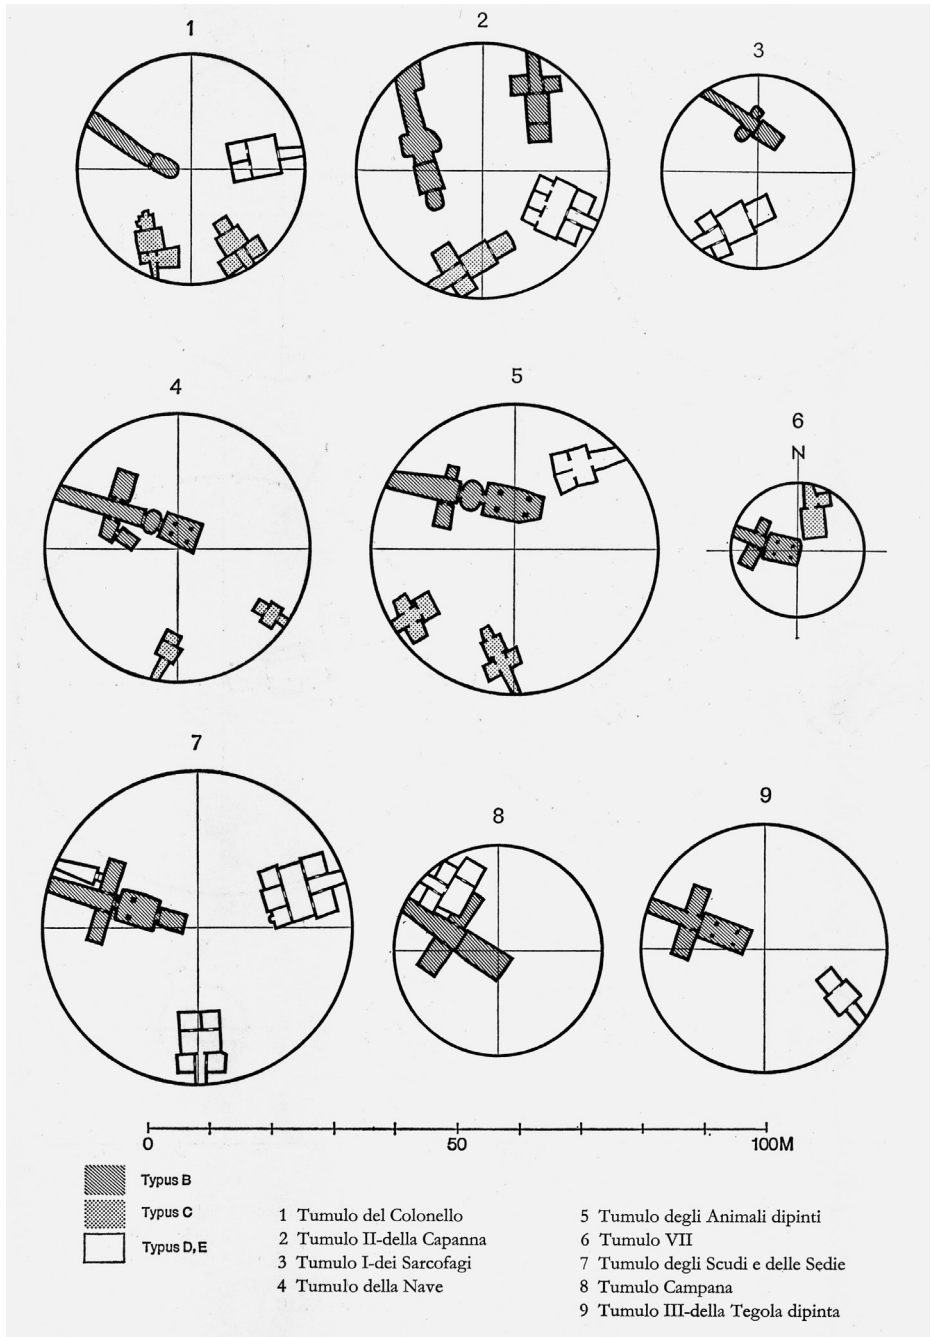 1
2
3
4
5
6
N
7
8
9
0 50 100M
Typus B
Typus C
Typus D, E
1 Tumulo del Colonello
2 Tumulo II-della Capanna
3 Tumulo I-dei Sarcofagi
4 Tumulo della Nave
5 Tumulo degli Animali dipinti
6 Tumulo VII
7 Tumulo degli Scudi e delle Sedie
8 Tumulo Campana
9 Tumulo III-della Tegola dipinta